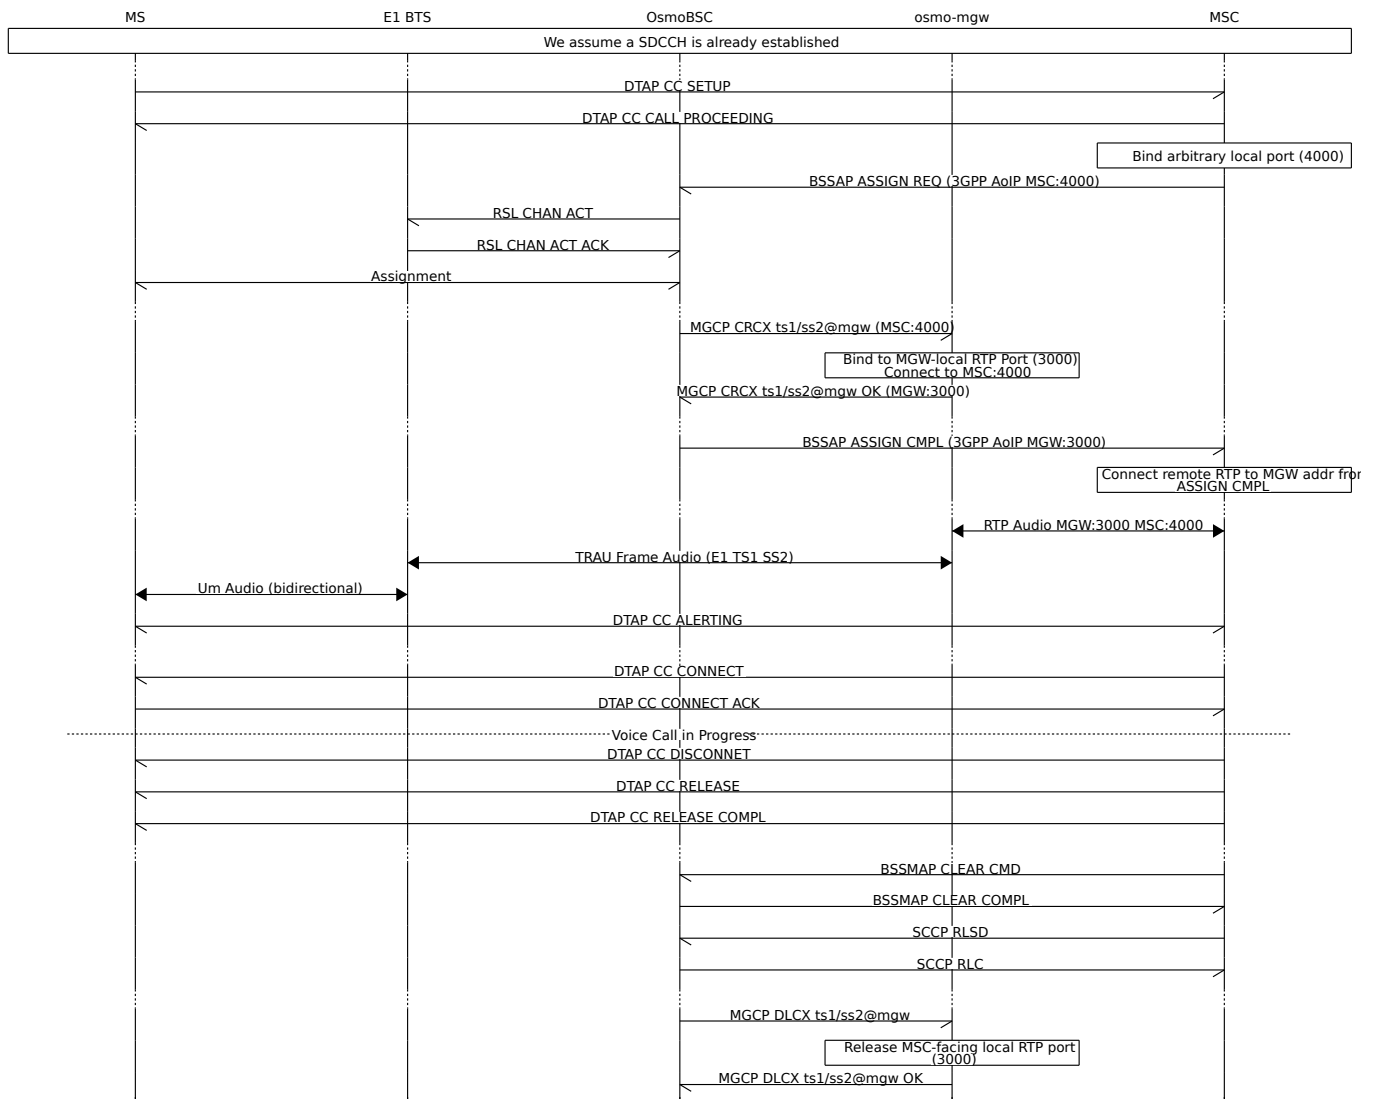 MS E1 BTS OsmoBSC osmo-mgw MSC
We assume a SDCCH is already established
DTAP CC SETUP
DTAP CC CALL PROCEEDING
Bind arbitrary local port (4000)
BSSAP ASSIGN REQ (3GPP AoIP MSC:4000)
RSL CHAN ACT
RSL CHAN ACT ACK
Assignment
MGCP CRCX ts1/ss2@mgw (MSC:4000)
Bind to MGW-local RTP Port (3000)
Connect to MSC:4000
MGCP CRCX ts1/ss2@mgw OK (MGW:3000)
BSSAP ASSIGN CMPL (3GPP AoIP MGW:3000)
Connect remote RTP to MGW addr from
ASSIGN CMPL
RTP Audio MGW:3000 MSC:4000
TRAU Frame Audio (E1 TS1 SS2)
Um Audio (bidirectional)
DTAP CC ALERTING
DTAP CC CONNECT
DTAP CC CONNECT ACK
Voice Call in Progress
DTAP CC DISCONNET
DTAP CC RELEASE
DTAP CC RELEASE COMPL
BSSMAP CLEAR CMD
BSSMAP CLEAR COMPL
SCCP RLSD
SCCP RLC
MGCP DLCX ts1/ss2@mgw
Release MSC-facing local RTP port
(3000)
MGCP DLCX ts1/ss2@mgw OK